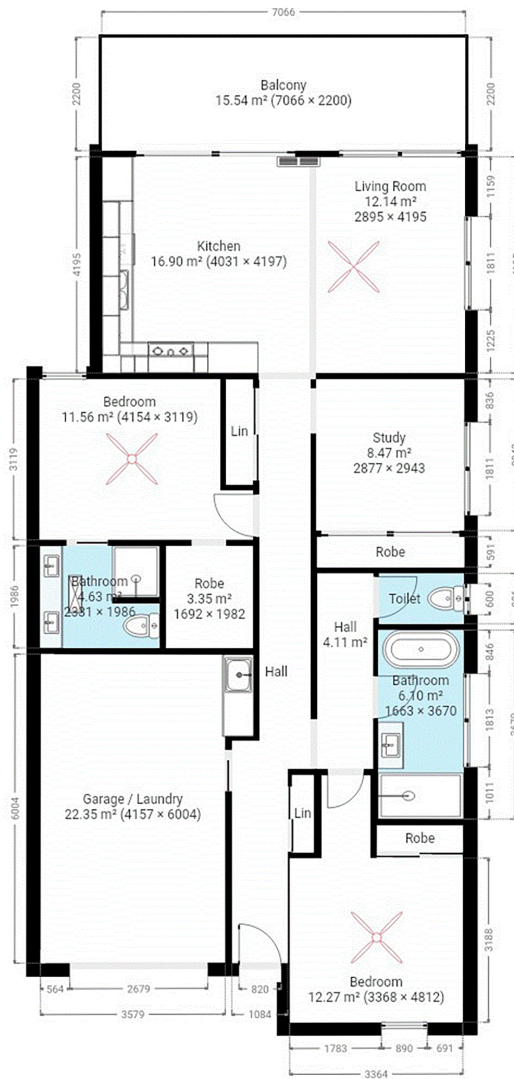 7066
2200
2200
Balcony
15.54 m² (7066 × 2200)
4195
Living Room
12.14 m²
2895 × 4195
1159
Kitchen
16.90 m² (4031 × 4197)
1811
1225
Bedroom
11.56 m² (4154 × 3119)
Lin
3119
Study
8.47 m²
2877 × 2943
836
1811
Robe
591
Bathroom
4.63 m²
2331 × 1986
1986
Robe
3.35 m²
1692 × 1982
Toilet
900
Hall
4.11 m²
Hall
846
Bathroom
6.10 m²
1663 × 3670
1813
1011
Garage / Laundry
22.35 m² (4157 × 6004)
6004
Lin
Robe
3188
Bedroom
12.27 m² (3368 × 4812)
564
2679
820
3579
1084
1783
890
691
3364